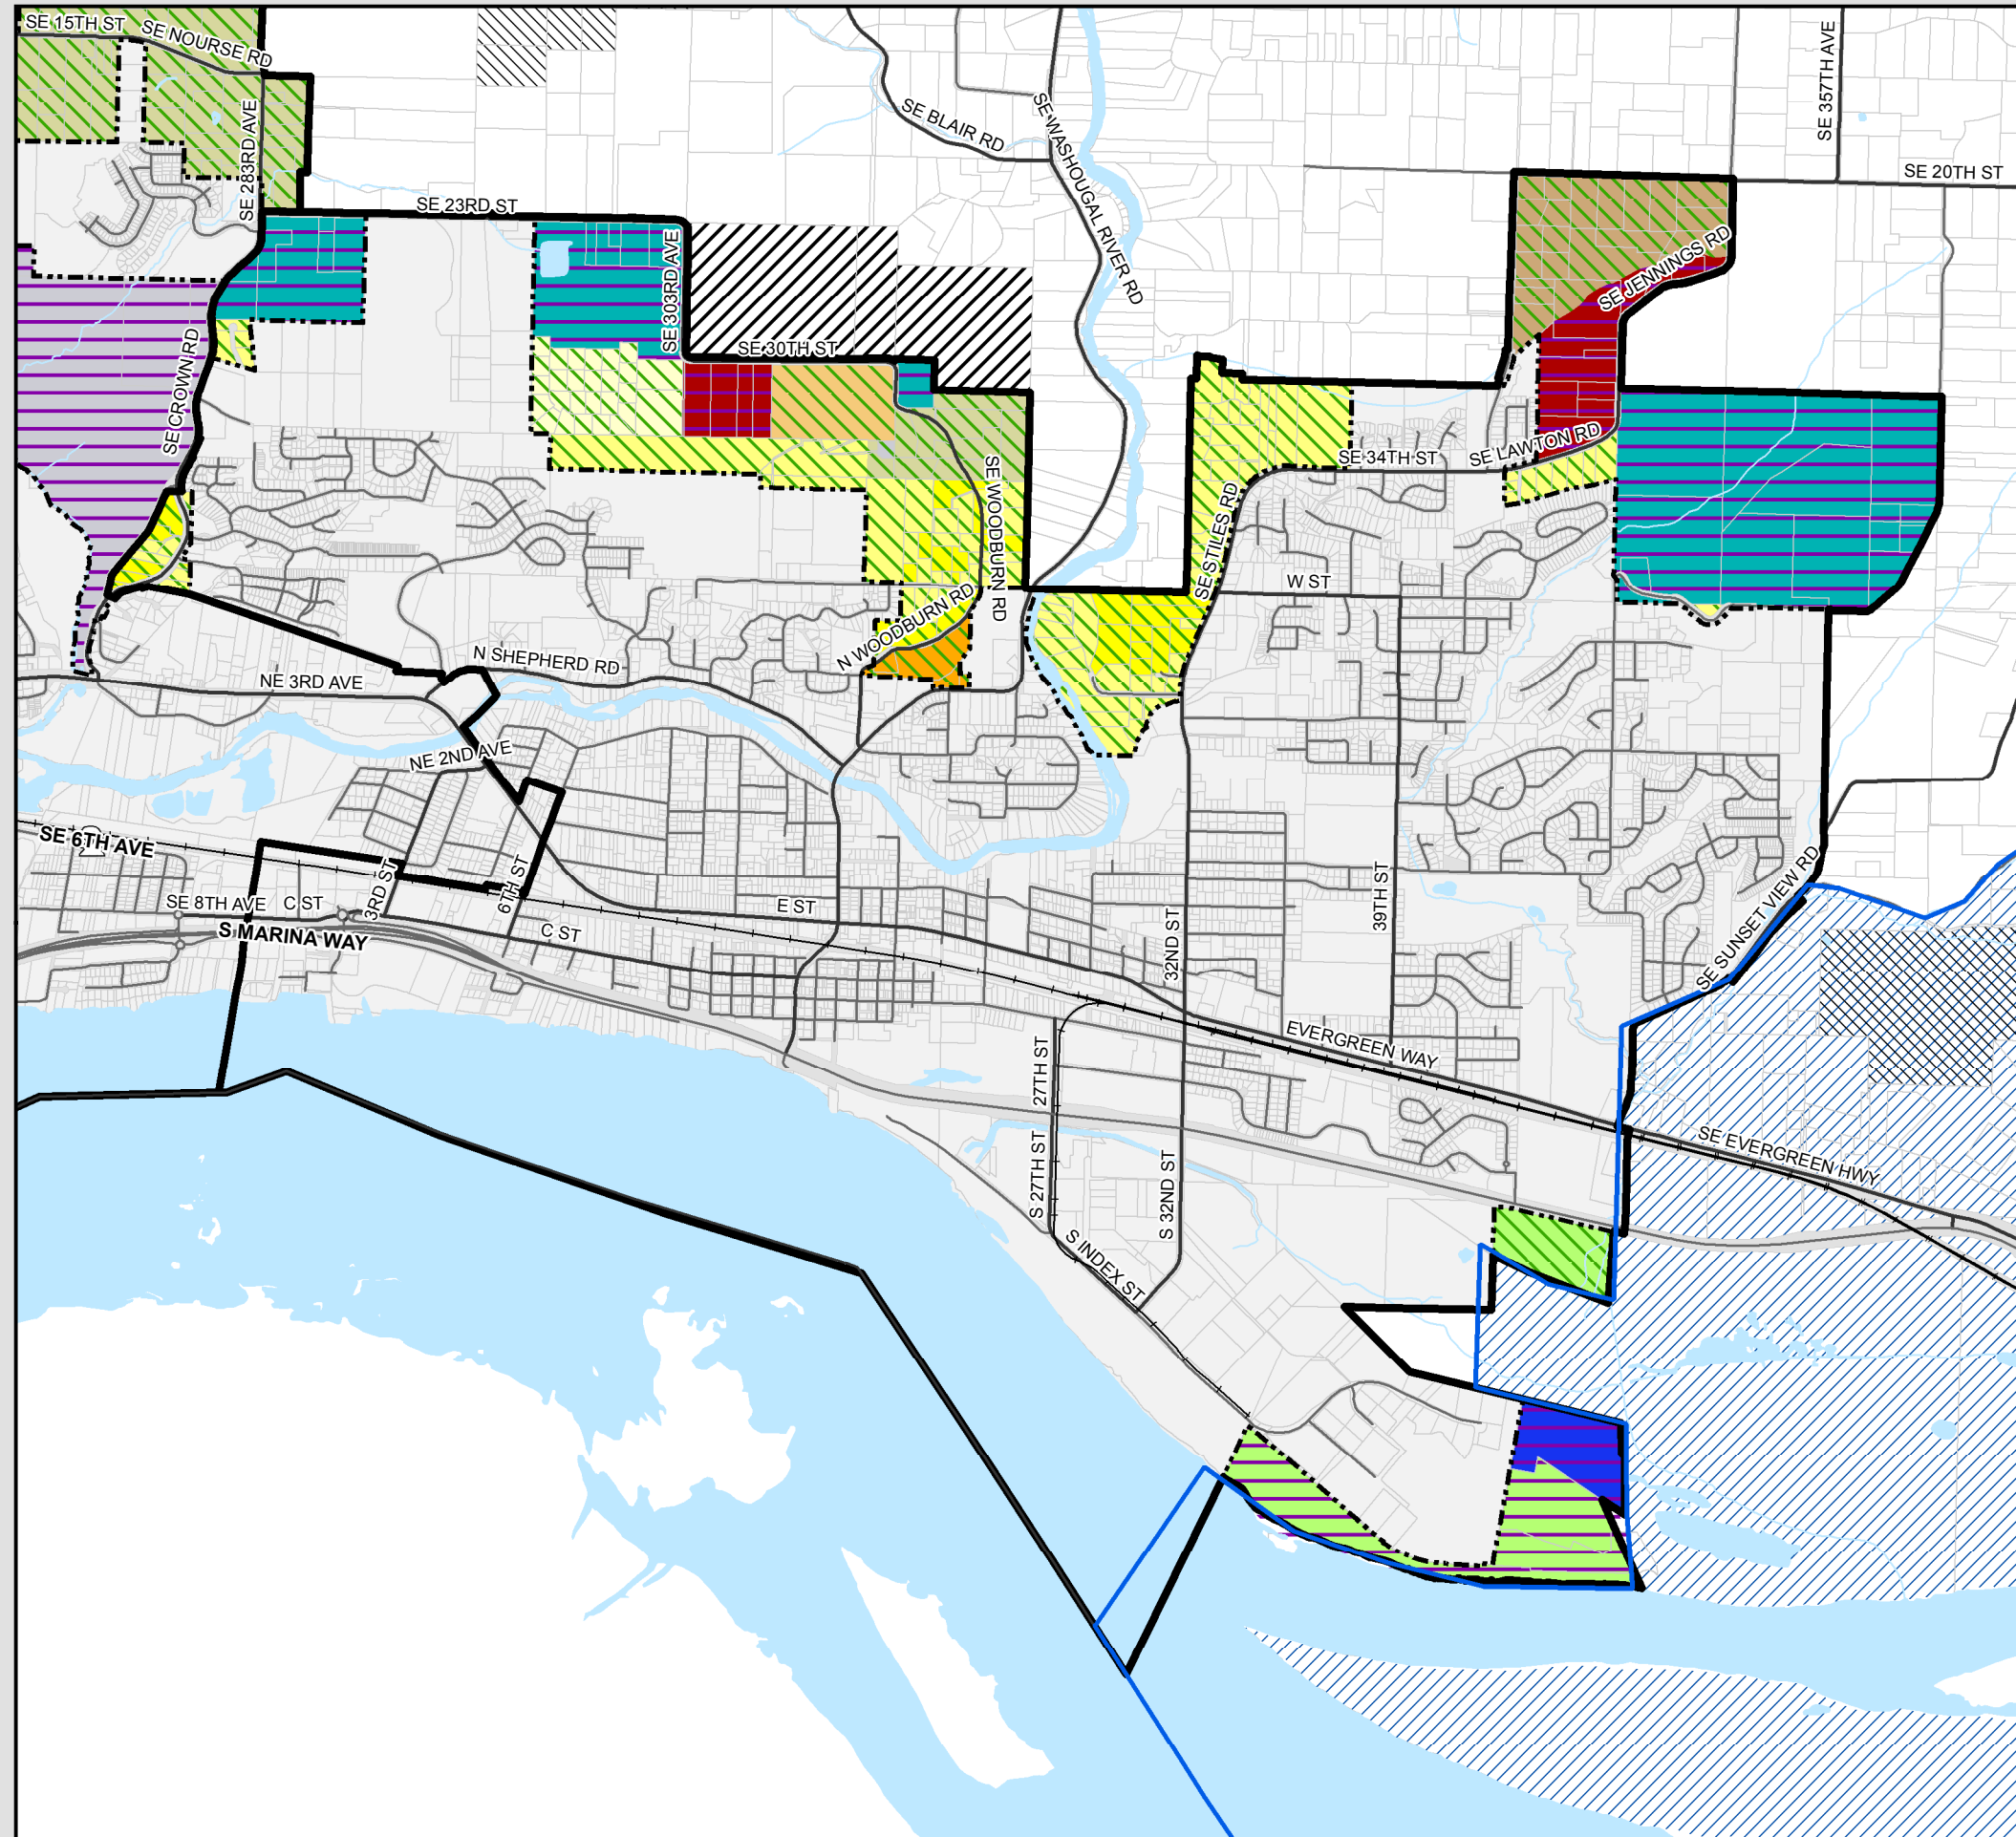 SE 15TH ST
SE NOURSE RD
SE 283RD AVE
SE BLAIR RD
SE WASHOUGAL RIVER RD
SE 357TH AVE
SE 20TH ST
SE 23RD ST
SE 303RD AVE
SE JENNINGS RD
SE 30TH ST
SE CROWN RD
SE 34TH ST
SE LAWTON RD
SE WOODBURN RD
SE STILES RD
W ST
N WOODBURN RD
N SHEPHERD RD
NE 3RD AVE
NE 2ND AVE
SE 6TH AVE
3RD ST
6TH ST
SE 8TH AVE
C ST
S MARINA WAY
E ST
C ST
32ND ST
39TH ST
SE SUNSET VIEW RD
EVERGREEN WAY
27TH ST
SE EVERGREEN HWY
S 27TH ST
S 32ND ST
S INDEX ST